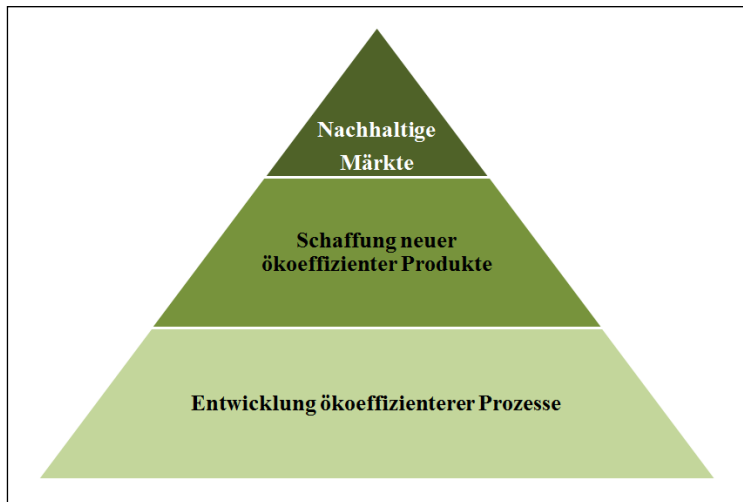 Nachhaltige
Märkte
Schaffung neuer
ökoeffizienter Produkte
Entwicklung ökoeffizienterer Prozesse